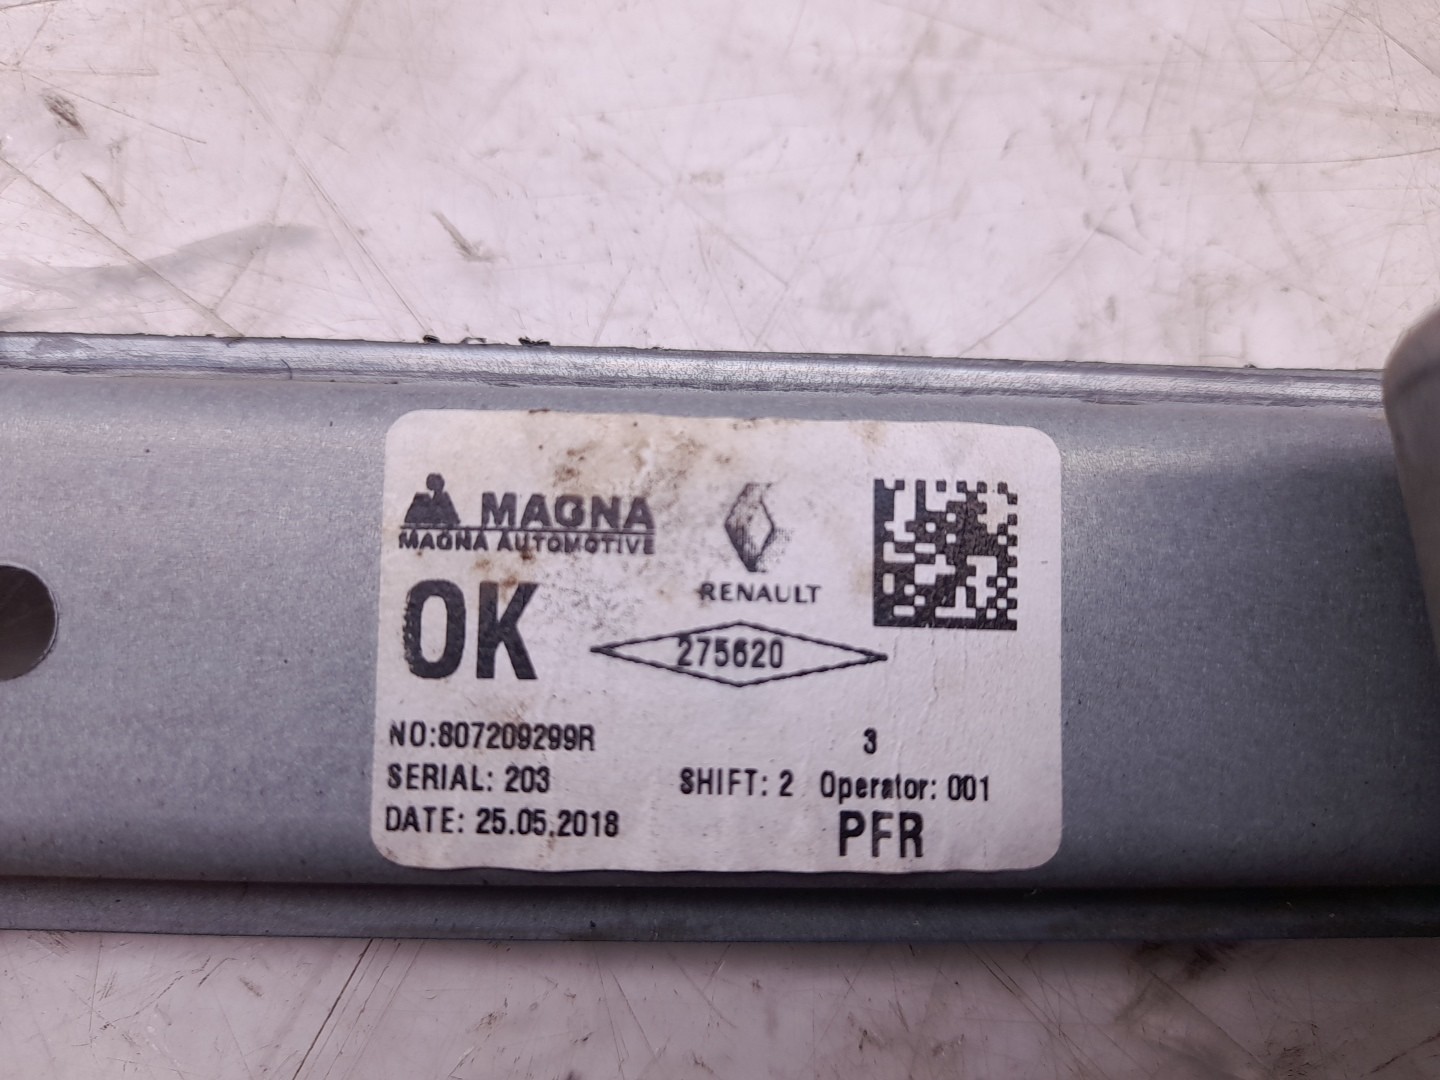 MAGNA
MAGNA AUTOMOTIVE
RENAULT
OK
275620
NO:807209299R
3
SERIAL: 203
SHIFT: 2
Operator: 001
DATE: 25.05.2018
PFR